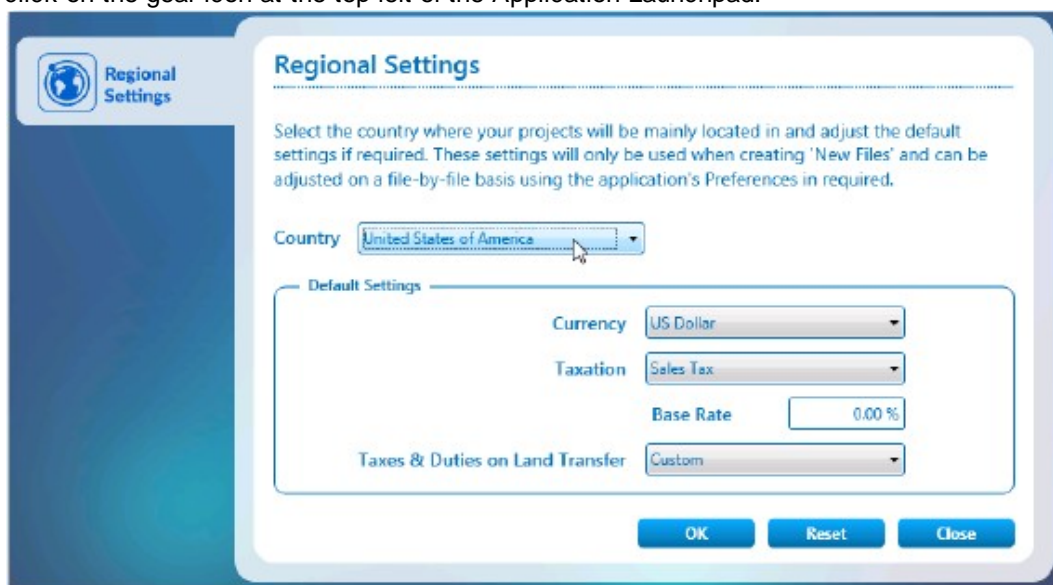 click on the gear icon at the top left of the Application Launchpad.
Regional
Settings
Regional Settings
Select the country where your projects will be mainly located in and adjust the default
settings if required. These settings will only be used when creating 'New Files' and can be
adjusted on a file-by-file basis using the application's Preferences in required.
Country United States of America
Default Settings
Currency US Dollar
Taxation Sales Tax
Base Rate 0.00 %
Taxes & Duties on Land Transfer Custom
OK Reset Close